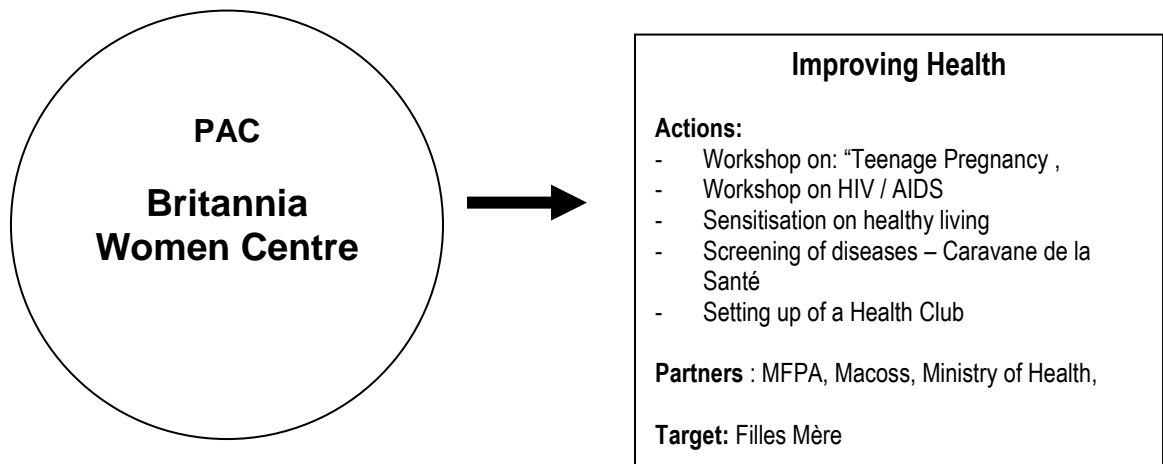 PAC
Britannia
Women Centre
Improving Health
Actions:
- Workshop on: “Teenage Pregnancy ,
- Workshop on HIV / AIDS
- Sensitisation on healthy living
- Screening of diseases – Caravane de la
Santé
- Setting up of a Health Club
Partners : MFPA, Macoss, Ministry of Health,
Target: Filles Mère